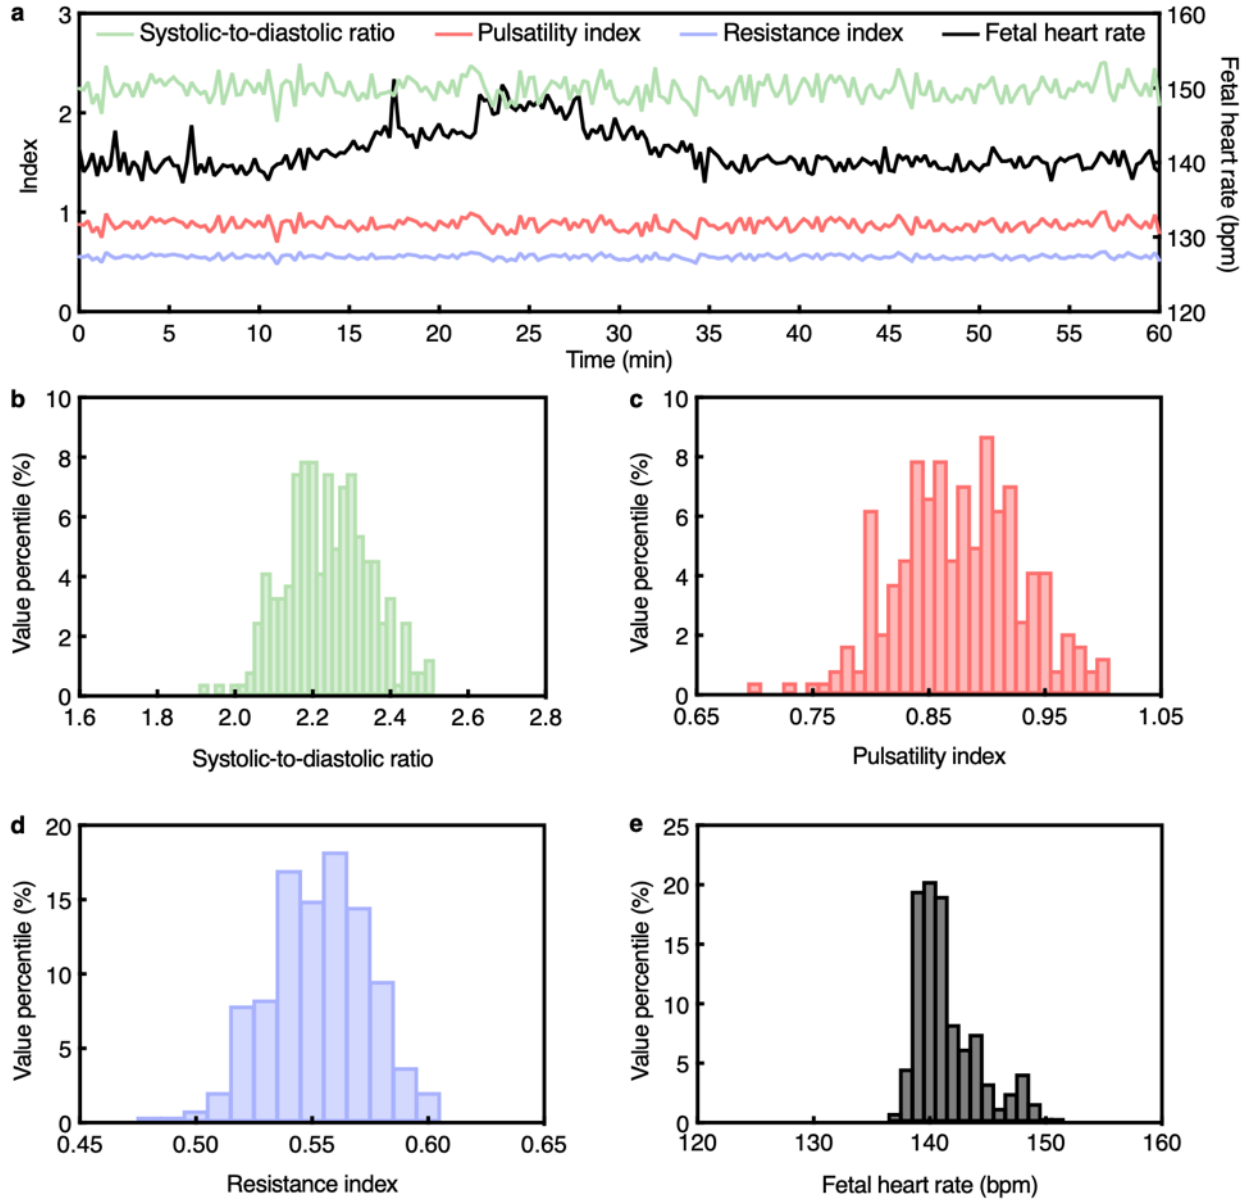 a
3
160
Systolic-to-diastolic ratio
Pulsatility index
Resistance index
Fetal heart rate
2
150
1
140
130
0
120
Index
Fetal heart rate (bpm)
0 5 10 15 20 25 30 35 40 45 50 55 60
Time (min)
b
10
8
6
4
2
0
Value percentile (%)
1.6 1.8 2.0 2.2 2.4 2.6 2.8
Systolic-to-diastolic ratio
c
10
8
6
4
2
0
Value percentile (%)
0.65 0.75 0.85 0.95 1.05
Pulsatility index
d
20
15
10
5
0
Value percentile (%)
0.45 0.50 0.55 0.60 0.65
Resistance index
e
25
20
15
10
5
0
Value percentile (%)
120 130 140 150 160
Fetal heart rate (bpm)